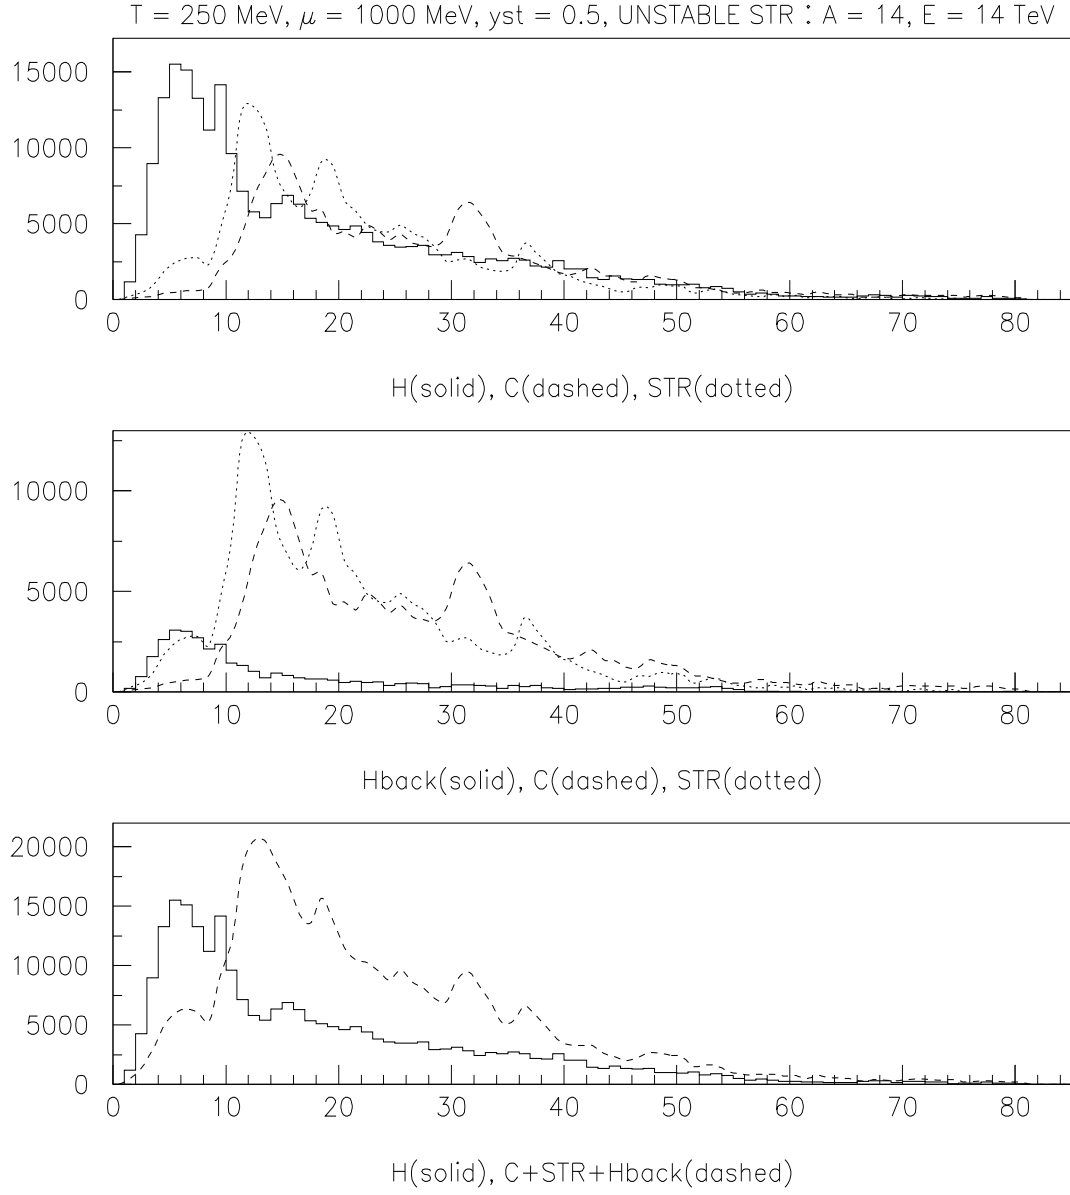 T = 250 MeV, μ = 1000 MeV, yst = 0.5, UNSTABLE STR : A = 14, E = 14 TeV
15000
10000
5000
0
0 10 20 30 40 50 60 70 80
H(solid), C(dashed), STR(dotted)
10000
5000
0
0 10 20 30 40 50 60 70 80
Hback(solid), C(dashed), STR(dotted)
20000
15000
10000
5000
0
0 10 20 30 40 50 60 70 80
H(solid), C+STR+Hback(dashed)